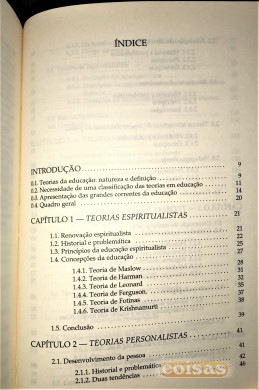 ÍNDICE
INTRODUÇÃO 9
0.1. Teorias da educação: natureza e definição 9
0.2. Necessidade de uma classificação das teorias em educação 11
0.3. Apresentação das grandes correntes da educação 14
0.4. Quadro geral 20
CAPÍTULO 1 — TEORIAS ESPIRITUALISTAS 21
1.1. Renovação espiritualista 21
1.2. Historial e problemática 22
1.3. Princípios da educação espiritualista 25
1.4. Concepções da educação 27
1.4.1. Teoria de Maslow 28
1.4.2. Teoria de Harman 31
1.4.3. Teoria de Leonard 35
1.4.4. Teoria de Ferguson
1.4.5. Teoria de Fotinas
1.4.6. Teoria de Krishnamurti
1.5. Conclusão 39
CAPÍTULO 2 — TEORIAS PERSONALISTAS 41
2.1. Desenvolvimento da pessoa 42
2.1.1. Historial e problemática
2.1.2. Duas tendências 46
coisas